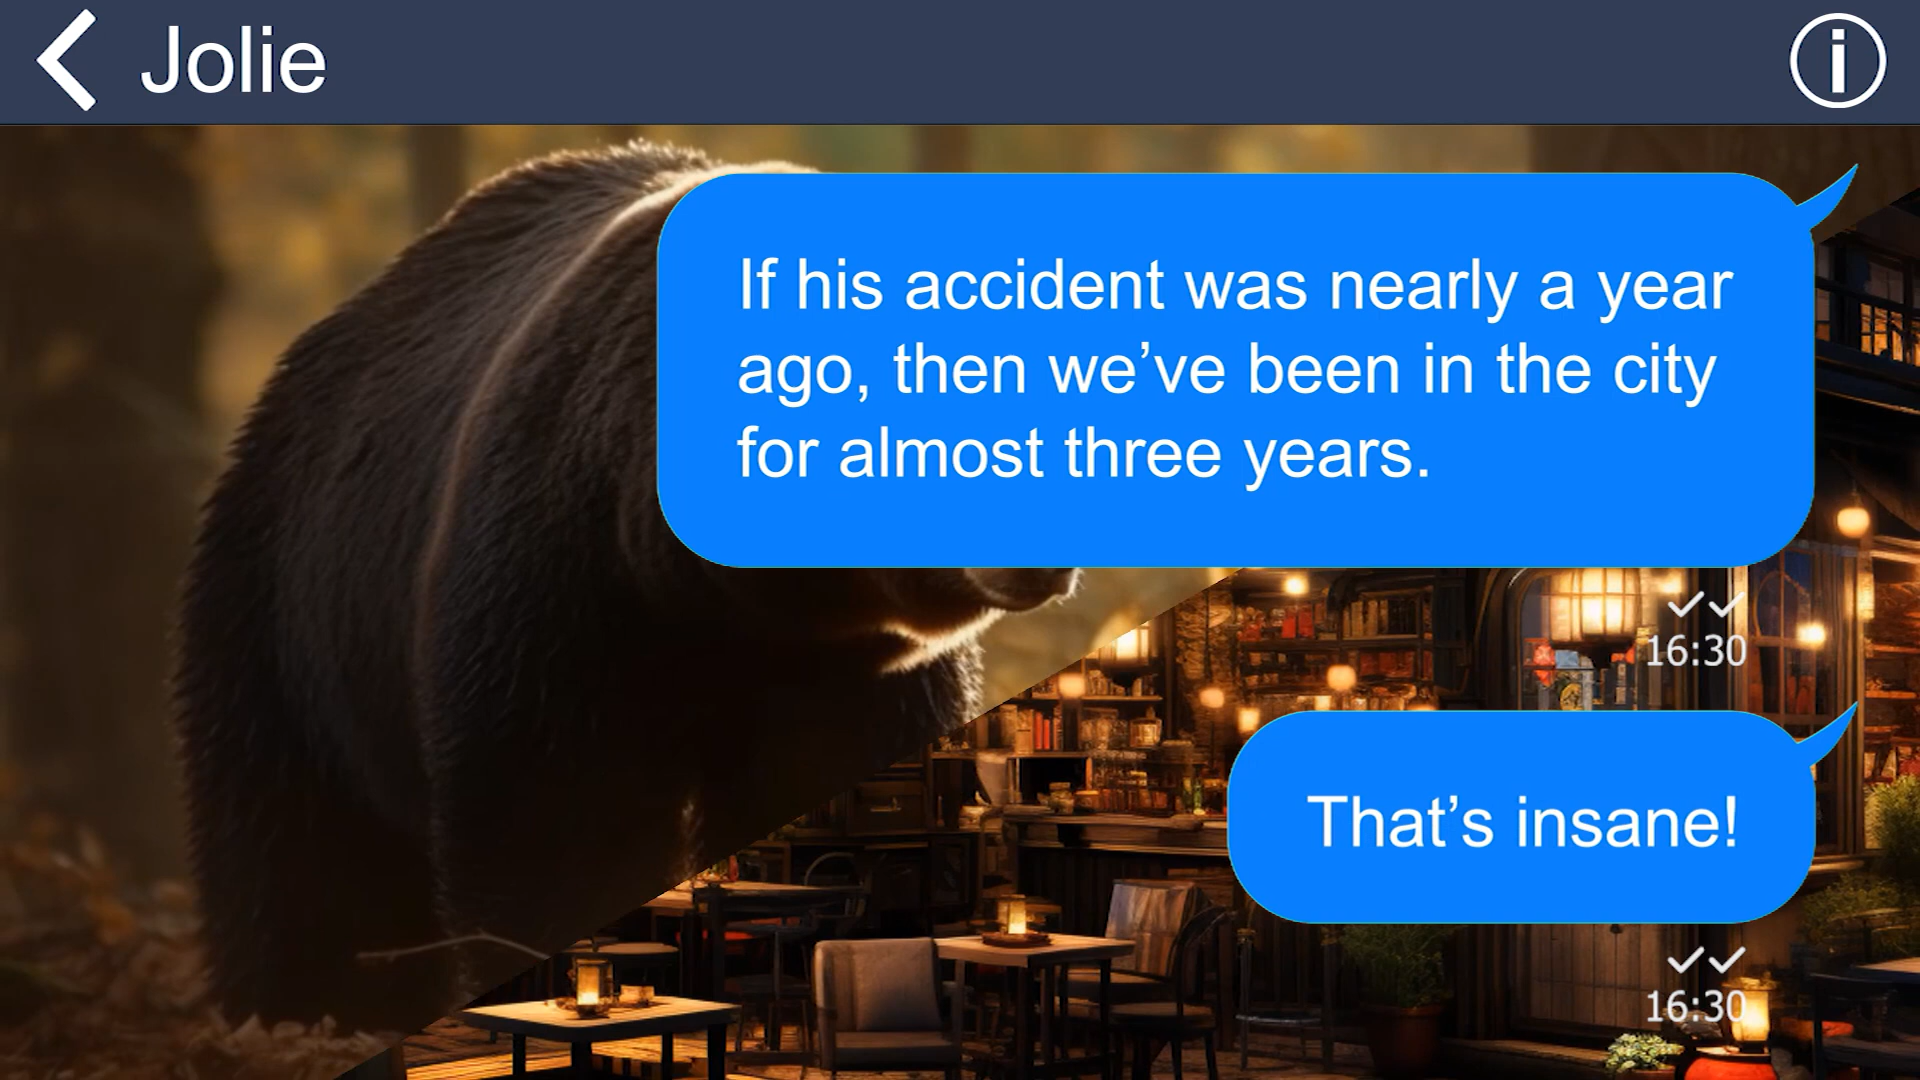 Jolie
If his accident was nearly a year
ago, then we’ve been in the city
for almost three years.
16:30
That’s insane!
16:30